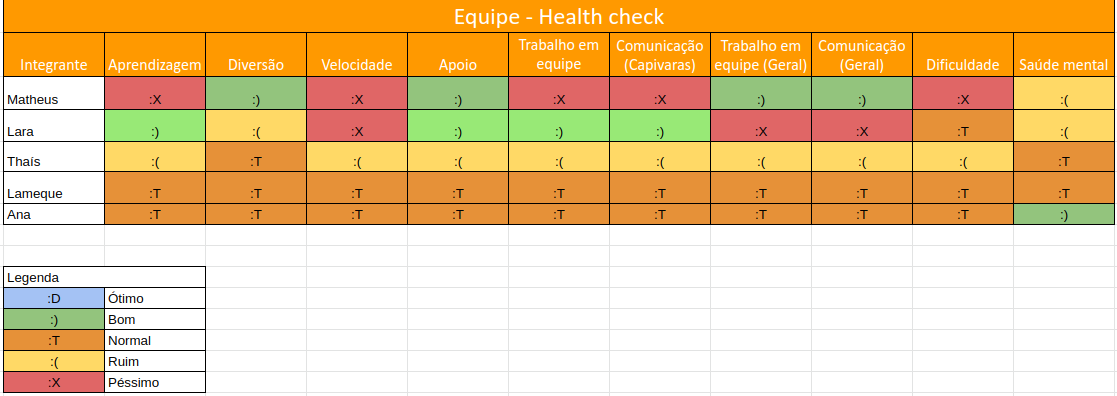 Equipe - Health check
Integrante Aprendizagem Diversão Velocidade Apoio Trabalho em equipe Comunicação (Capivaras) Trabalho em equipe (Geral) Comunicação (Geral) Dificuldade Saúde mental
Matheus :X :) :X :) :X :X :) :) :X :(
Lara :) :( :X :) :) :) :X :X :T :(
Thaís :( :T :( :( :( :( :( :( :( :T
Lameque :T :T :T :T :T :T :T :T :T :T
Ana :T :T :T :T :T :T :T :T :T :)
Legenda
:D Ótimo
:) Bom
:T Normal
:( Ruim
:X Péssimo